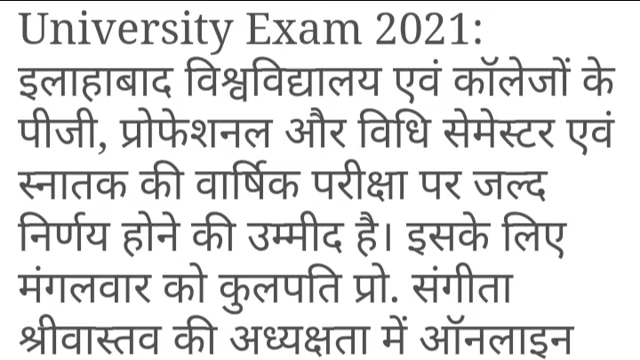 University Exam 2021:
इलाहाबाद विश्वविद्यालय एवं कॉलेजों के
पीजी, प्रोफेशनल और विधि सेमेस्टर एवं
स्नातक की वार्षिक परीक्षा पर जल्द
निर्णय होने की उम्मीद है। इसके लिए
मंगलवार को कुलपति प्रो. संगीता
श्रीवास्तव की अध्यक्षता में ऑनलाइन